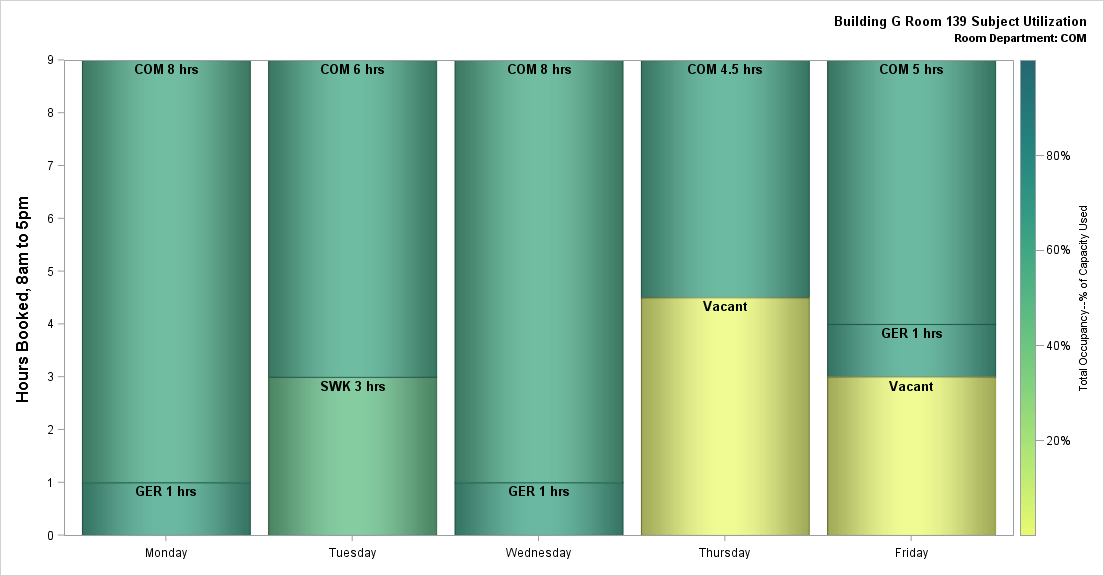 Building G Room 139 Subject Utilization
Room Department: COM
Hours Booked, 8am to 5pm
9
8
7
6
5
4
3
2
1
0
COM 8 hrs
GER 1 hrs
COM 6 hrs
SWK 3 hrs
COM 8 hrs
GER 1 hrs
COM 4.5 hrs
Vacant
COM 5 hrs
GER 1 hrs
Vacant
Monday
Tuesday
Wednesday
Thursday
Friday
80%
60%
40%
20%
Total Occupancy--% of Capacity Used